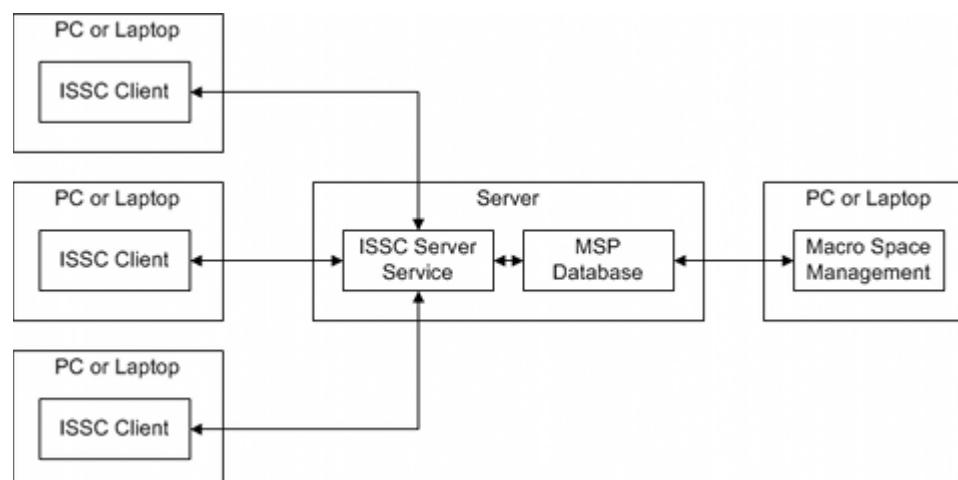 PC or Laptop
ISSC Client
PC or Laptop
ISSC Client
PC or Laptop
ISSC Client
Server
ISSC Server
Service
MSP
Database
PC or Laptop
Macro Space
Management